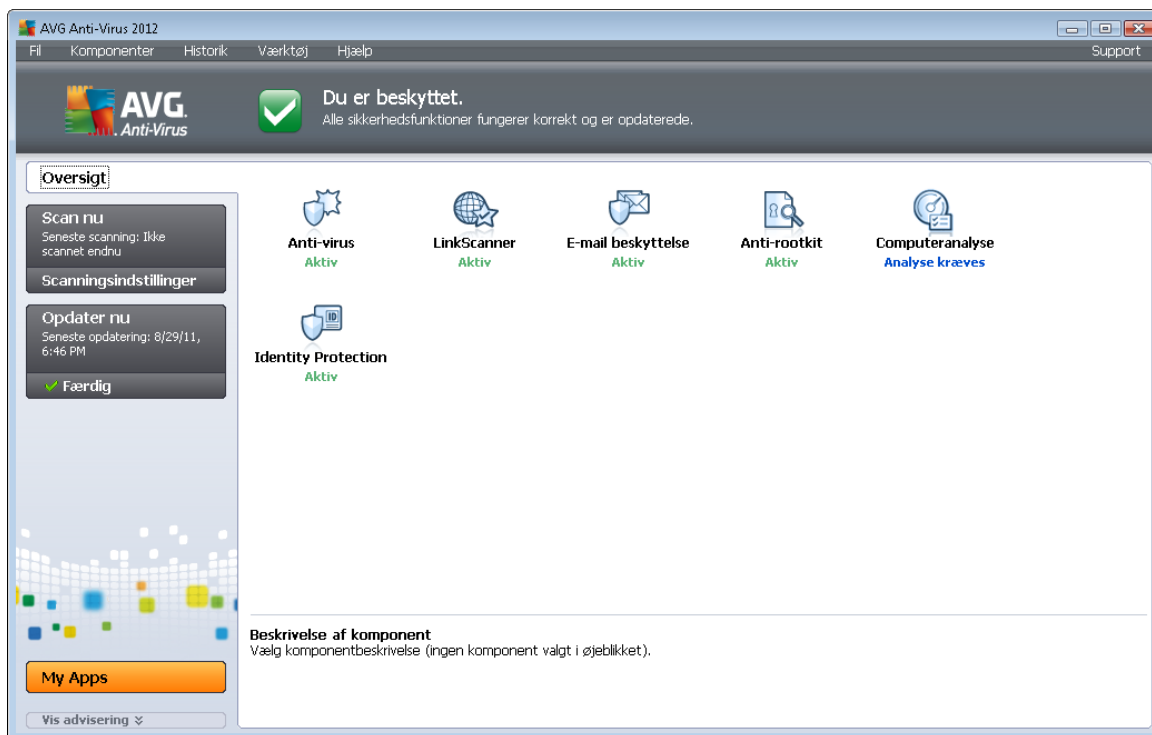 AVG Anti-Virus 2012
Fil Komponenter Historik Værktøj Hjælp Support
AVG.
Anti-Virus
Du er beskyttet.
Alle sikkerhedsfunktioner fungerer korrekt og er opdaterede.
Oversigt
Scan nu
Seneste scanning: Ikke
scannet endnu
Scanningsindstillinger
Opdater nu
Seneste opdatering: 8/29/11,
6:46 PM
Færdig
Anti-virus
Aktiv
LinkScanner
Aktiv
E-mail beskyttelse
Aktiv
Anti-rootkit
Aktiv
Computeranalyse
Analyse kræves
ID
Identity Protection
Aktiv
Beskrivelse af komponent
Vælg komponentbeskrivelse (ingen komponent valgt i øjeblikket).
My Apps
Vis advisering